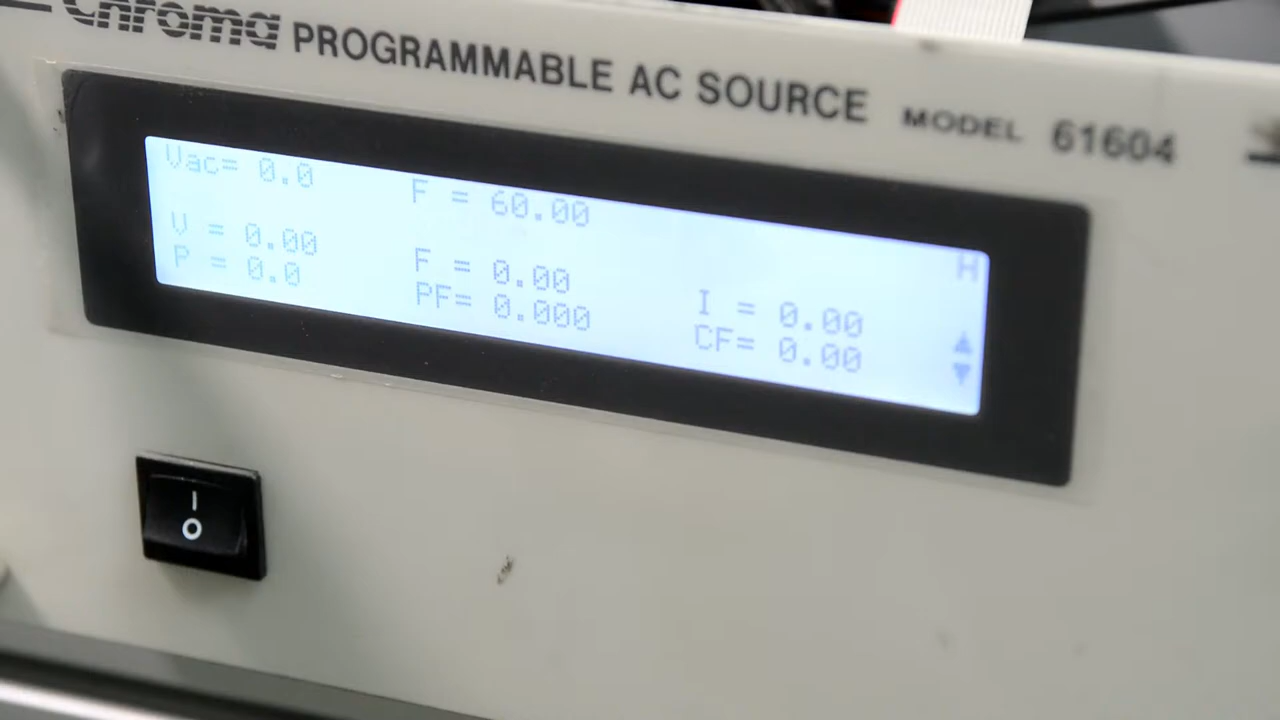 Chroma PROGRAMMABLE AC SOURCE MODEL 61604
Vac= 0.0 F = 60.00
H
V = 0.00 F = 0.00 I = 0.00
P = 0.0 PF= 0.000 CF= 0.00
I
O